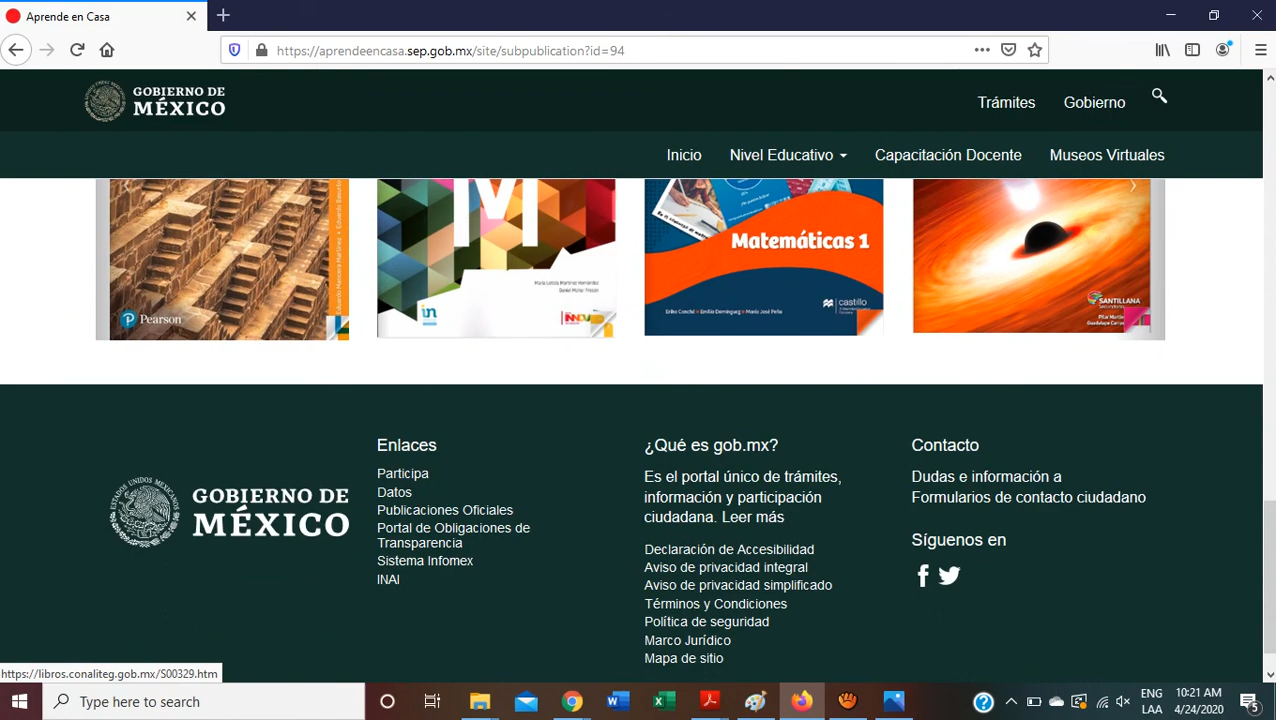 Aprende en Casa
https://aprendeencasa.sep.gob.mx/site/subpublication?id=94
GOBIERNO DE
MÉXICO
Trámites
Gobierno
Inicio
Nivel Educativo
Capacitación Docente
Museos Virtuales
Pearson
M
María Leticia Martínez Hernández
in
Matemáticas 1
castillo
SANTILLANA
Secundaria
GOBIERNO DE
MÉXICO
ESTADOS UNIDOS MEXICANOS
Enlaces
Participa
Datos
Publicaciones Oficiales
Portal de Obligaciones de
Transparencia
Sistema Infomex
INAI
¿Qué es gob.mx?
Es el portal único de trámites,
información y participación
ciudadana. Leer más
Declaración de Accesibilidad
Aviso de privacidad integral
Aviso de privacidad simplificado
Términos y Condiciones
Política de seguridad
Marco Jurídico
Mapa de sitio
Contacto
Dudas e información a
Formularios de contacto ciudadano
Síguenos en
https://libros.conaliteg.gob.mx/S00329.htm
Type here to search
ENG
LAA
10:21 AM
4/24/2020
5